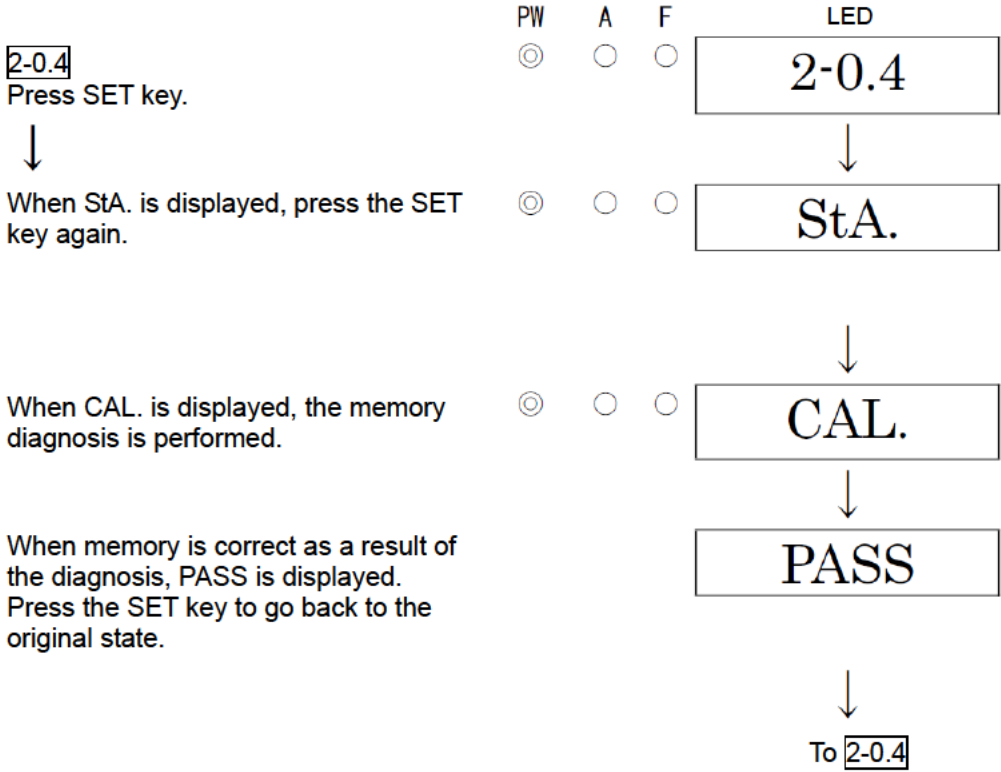 PW A F LED
2-0.4 2-0.4
Press SET key.
↓ ↓
When StA. is displayed, press the SET StA.
key again.
↓
When CAL. is displayed, the memory CAL.
diagnosis is performed.
↓
When memory is correct as a result of PASS
the diagnosis, PASS is displayed.
Press the SET key to go back to the
original state.
↓
To 2-0.4